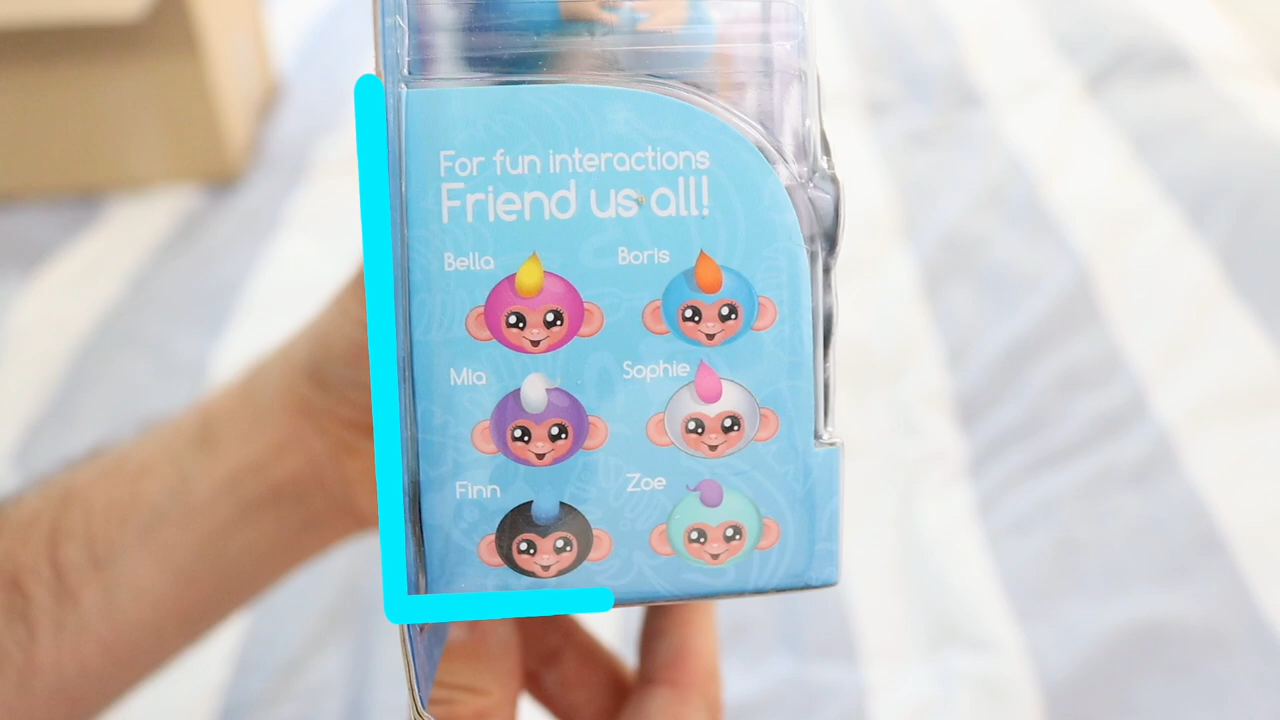 For fun interactions
Friend us all!
Bella Boris
Mia Sophie
Finn Zoe